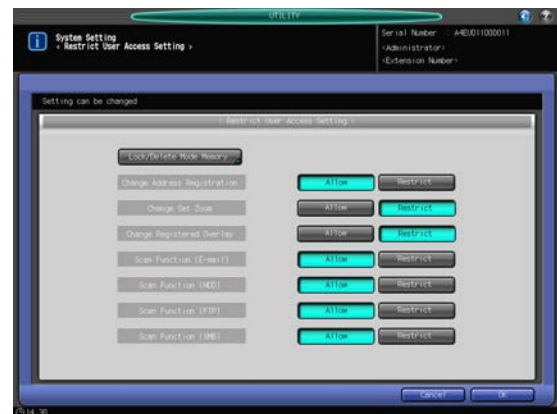 UTILITY
System Setting
< Restrict User Access Setting >
Serial Number : A4EU011000011
<Administrator>
<Extension Number>
Setting can be changed
< Restrict User Access Setting >
Lock/Delete Mode Memory
Change Address Registration Allow Restrict
Change Set Zoom Allow Restrict
Change Registered Overlay Allow Restrict
Scan Function (E-mail) Allow Restrict
Scan Function (HDD) Allow Restrict
Scan Function (FTP) Allow Restrict
Scan Function (SMB) Allow Restrict
Cancel OK
14:30